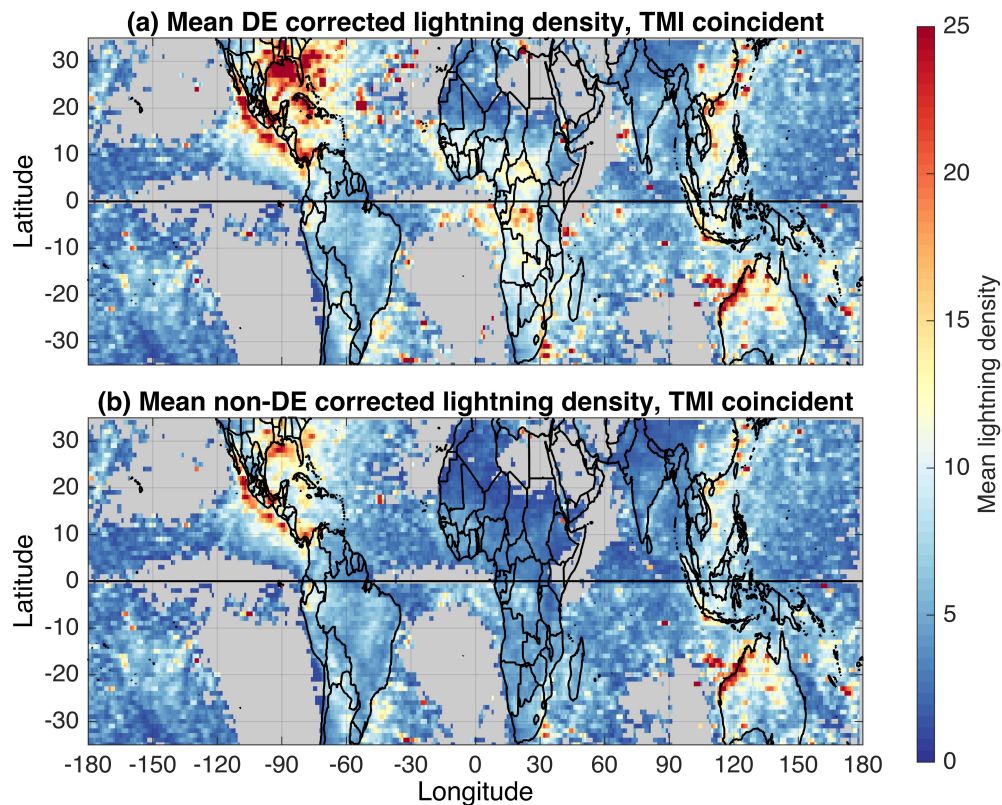 (a) Mean DE corrected lightning density, TMI coincident
30
20
10
0
-10
-20
-30
Latitude
(b) Mean non-DE corrected lightning density, TMI coincident
30
20
10
0
-10
-20
-30
Latitude
-180 -150 -120 -90 -60 -30 0 30 60 90 120 150 180
Longitude
25
20
15
10
5
0
Mean lightning density